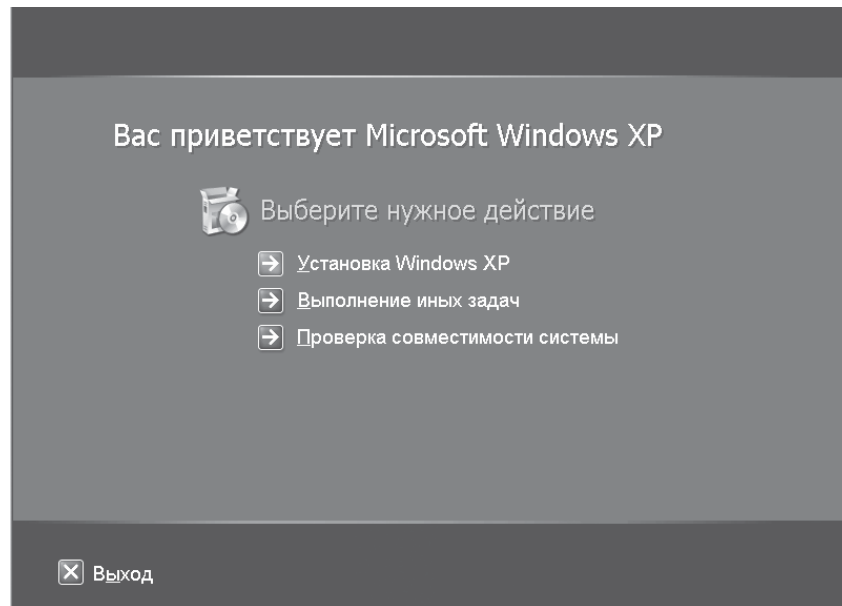 Вас приветствует Microsoft Windows XP
Выберите нужное действие
Установка Windows XP
Выполнение иных задач
Проверка совместимости системы
Выход